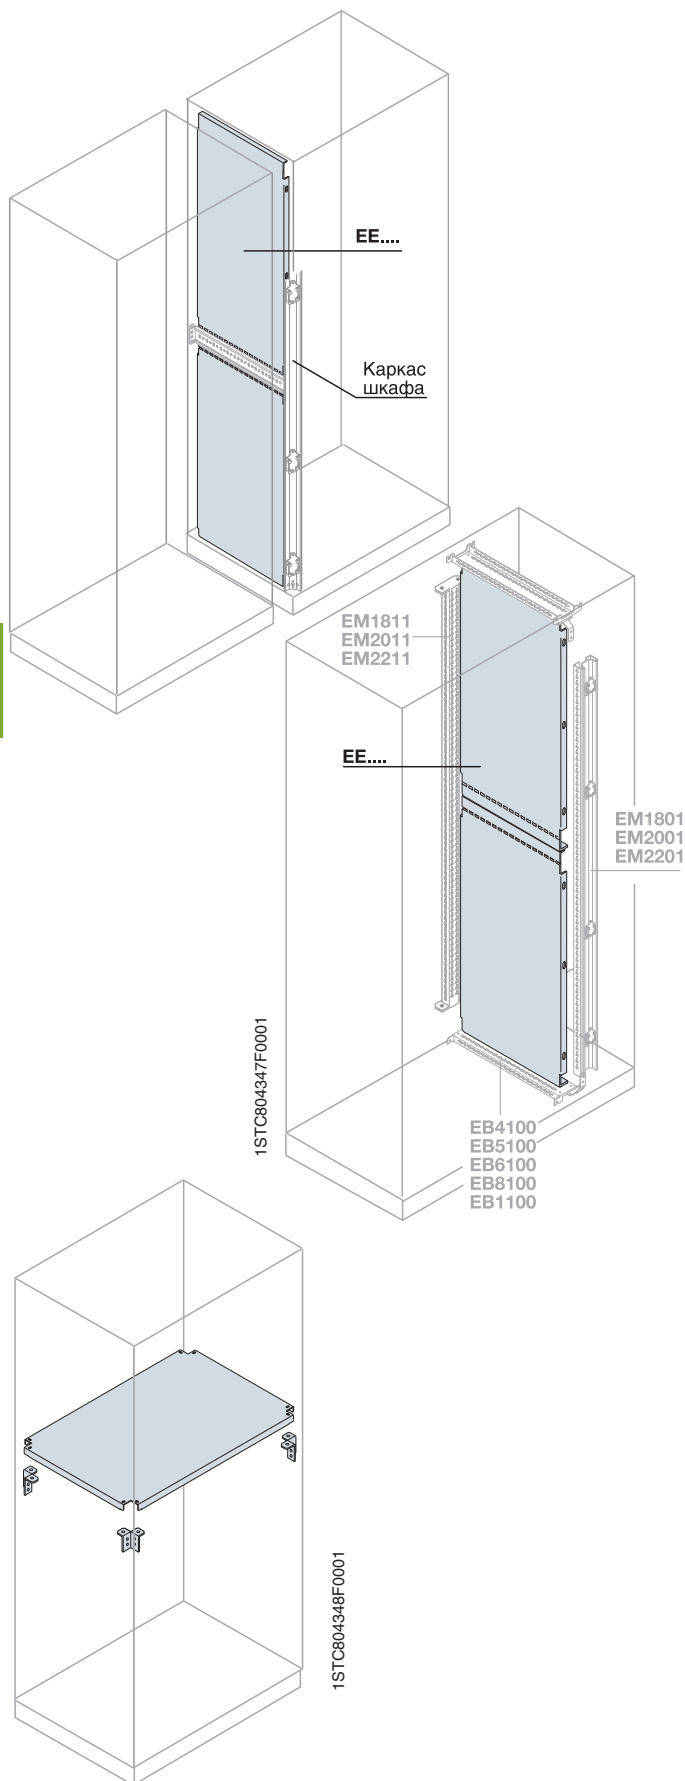 EE....
Каркас
шкафа
EM1811
EM2011
EM2211
EE....
EM1801
EM2001
EM2201
1STC804347F0001
EB4100
EB5100
EB6100
EB8100
EB1100
1STC804348F0001